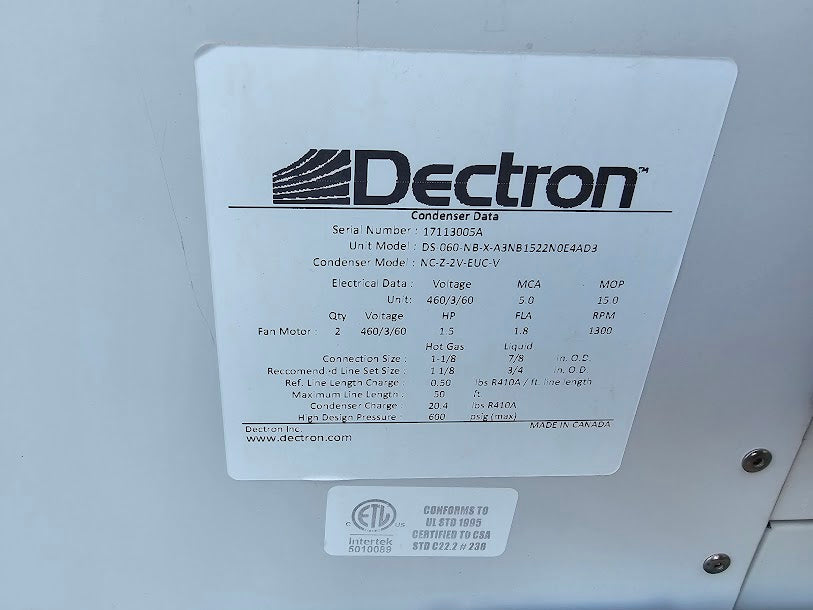 Dectron™
Condenser Data
Serial Number : 17113005A
Unit Model : DS-060-NB-X-A3NB1522N0E4AD3
Condenser Model : NC-Z-2V-EUC-V
Electrical Data : Voltage MCA MOP
Unit: 460/3/60 5.0 15.0
Qty Voltage HP FLA RPM
Fan Motor : 2 460/3/60 1.5 1.8 1300
Hot Gas Liquid
Connection Size : 1-1/8 7/8 in. O.D.
Reccomended Line Set Size : 1 1/8 3/4 in. O.D.
Ref. Line Length Charge : 0.50 lbs R410A / ft. line length
Maximum Line Length : 50 ft.
Condenser Charge : 20.4 lbs R410A
High Design Pressure : 600 psig (max)
Dectron Inc. MADE IN CANADA
www.dectron.com
C ETL US
Intertek
5010089
CONFORMS TO
UL STD 1995
CERTIFIED TO CSA
STD C22.2 # 236